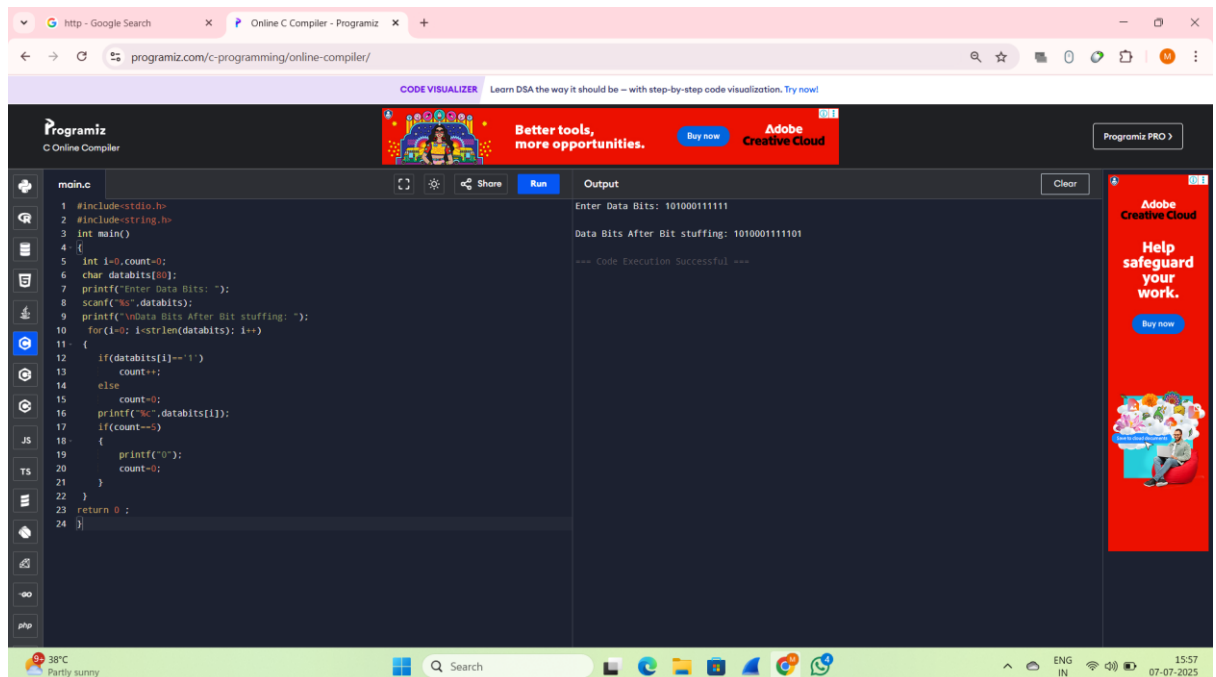 http - Google Search
Online C Compiler - Programiz
programiz.com/c-programming/online-compiler/
M
CODE VISUALIZER Learn DSA the way it should be – with step-by-step code visualization. Try now!
Programiz
C Online Compiler
Better tools,
more opportunities.
Buy now
Adobe
Creative Cloud
Programiz PRO >
main.c
Share
Run
Output
Clear
1 #include<stdio.h>
2 #include<string.h>
3 int main()
4 {
5 int i=0,count=0;
6 char databits[80];
7 printf("Enter Data Bits: ");
8 scanf("%s",databits);
9 printf("\nData Bits After Bit stuffing: ");
10 for(i=0; i<strlen(databits); i++)
11 {
12 if(databits[i]=='1')
13 count++;
14 else
15 count=0;
16 printf("%c",databits[i]);
17 if(count==5)
18 {
19 printf("0");
20 count=0;
21 }
22 }
23 return 0 ;
24 }
Enter Data Bits: 101000111111
Data Bits After Bit stuffing: 1010001111101
=== Code Execution Successful ===
Adobe
Creative Cloud
Help
safeguard
your
work.
Buy now
Save to cloud documents
JS
TS
GO
php
9+
38°C
Partly sunny
Search
4
ENG
IN
15:57
07-07-2025